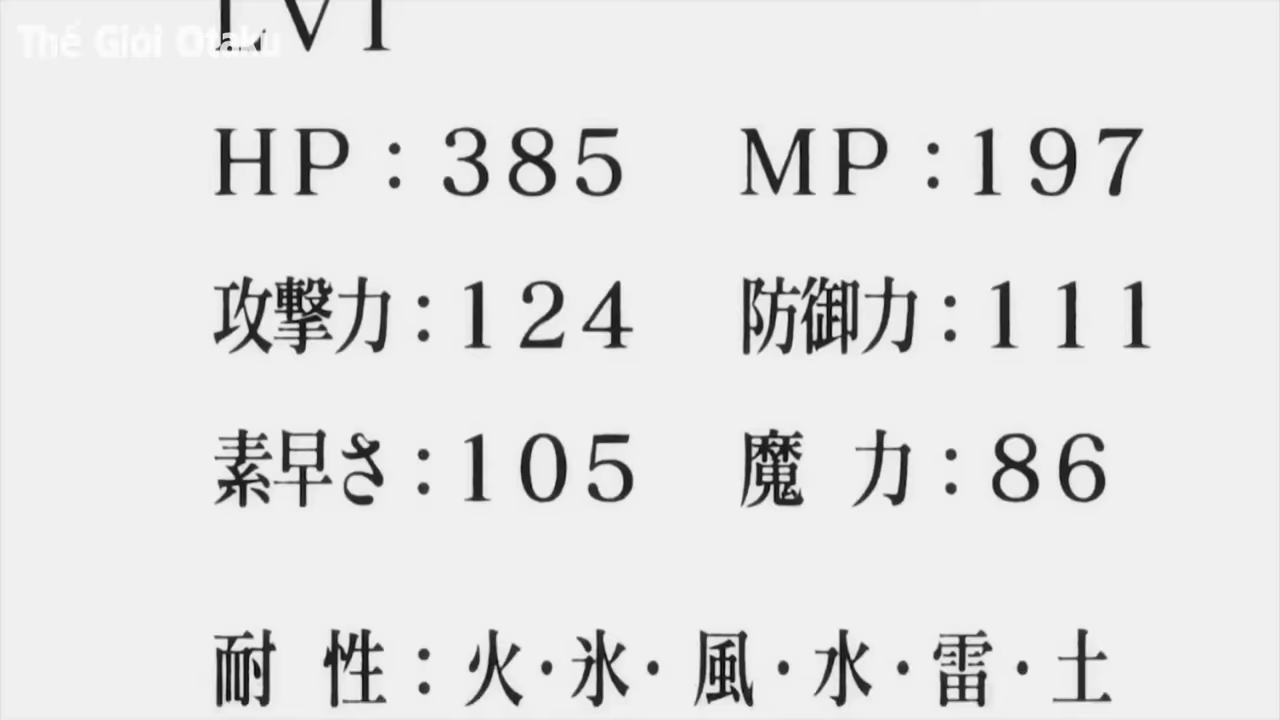 Thế Giới Otaku
LV1
HP：385 MP：197
攻撃力：124 防御力：111
素早さ：105 魔 力：86
耐 性：火・氷・風・水・雷・土